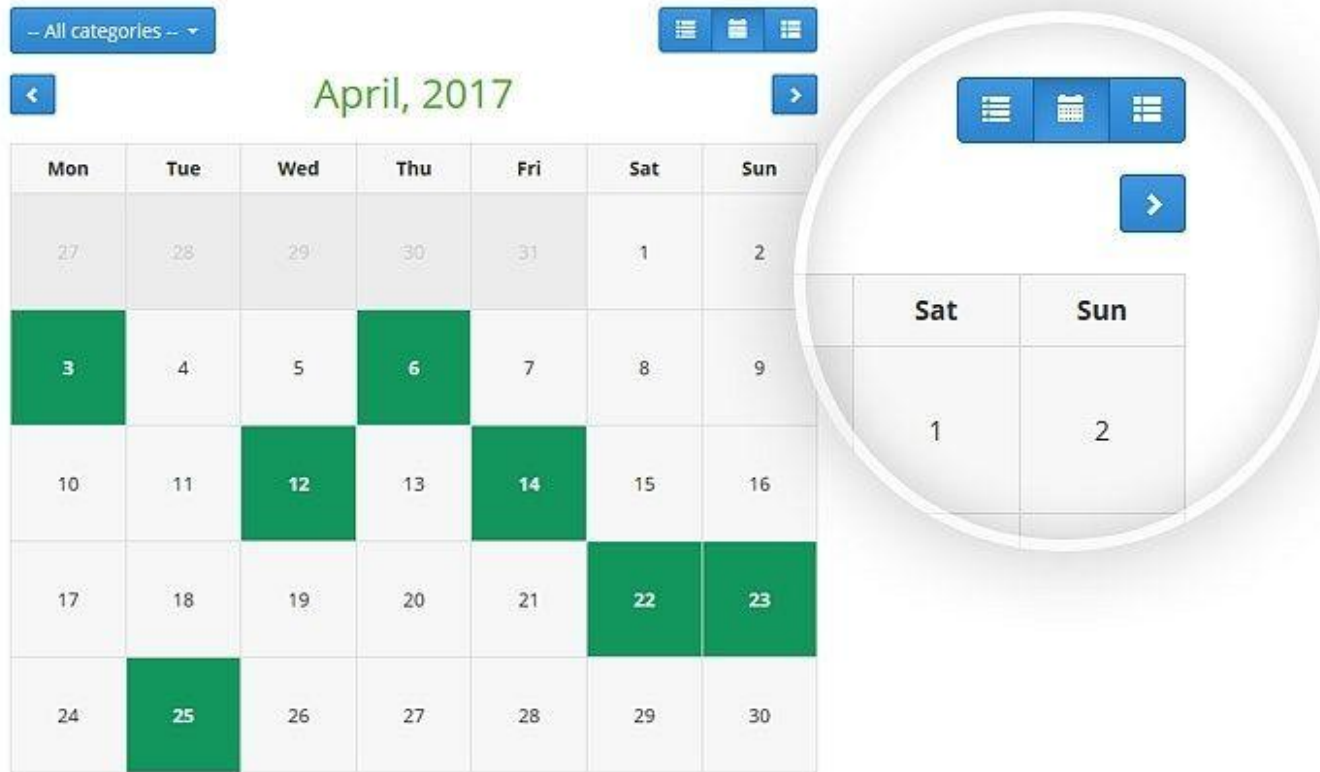 -- All categories --
April, 2017
Mon Tue Wed Thu Fri Sat Sun
27 28 29 30 31 1 2
3 4 5 6 7 8 9
10 11 12 13 14 15 16
17 18 19 20 21 22 23
24 25 26 27 28 29 30
Sat Sun
1 2